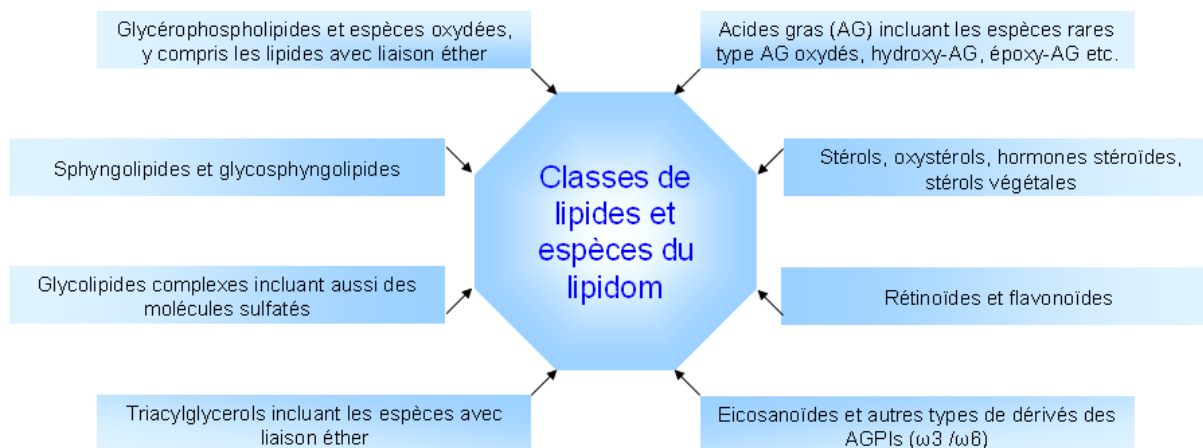 Glycérophospholipides et espèces oxydées,
y compris les lipides avec liaison éther
Acides gras (AG) incluant les espèces rares
type AG oxydés, hydroxy-AG, époxy-AG etc.
Sphyngolipides et glycosphyngolipides
Stérols, oxystérols, hormones stéroïdes,
stérols végétales
Classes de
lipides et
espèces du
lipidom
Glycolipides complexes incluant aussi des
molécules sulfatés
Rétinoïdes et flavonoïdes
Triacylglycerols incluant les espèces avec
liaison éther
Eicosanoïdes et autres types de dérivés des
AGPIs (ω3 /ω6)